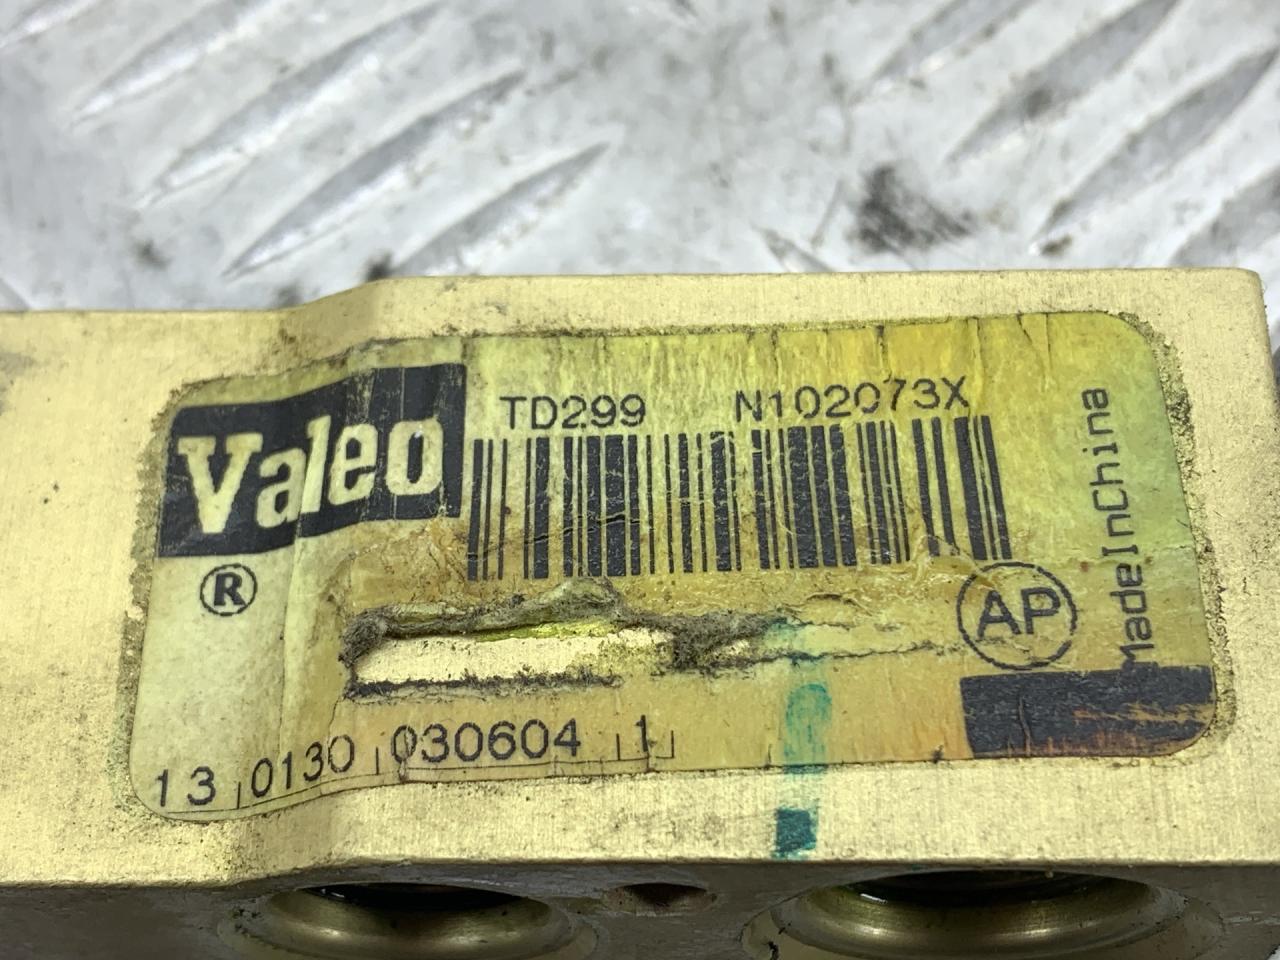 Valeo
®
TD299 N102073X
AP
MadeInChina
13 0130 030604 1